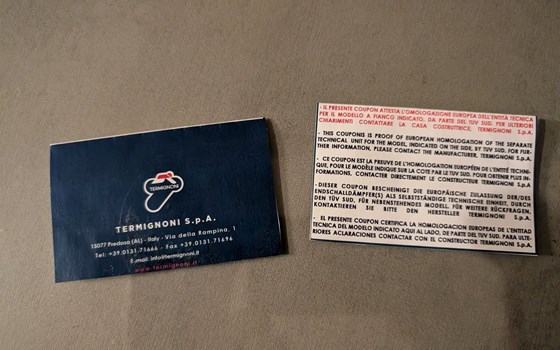 TERMIGNONI
TERMIGNONI S.p.A.
15077 Predosa (AL) - Italy - Via della Rampina, 1
Tel: +39.0131.71666 - Fax +39.0131.71696
E.mail: info@termignoni.it
www.termignoni.it
- IL PRESENTE COUPON ATTESTA L'OMOLOGAZIONE EUROPEA DELL'ENTITÀ TECNICA
PER IL MODELLO A FIANCO INDICATO, DA PARTE DEL TUV SUD. PER ULTERIORI
CHIARIMENTI CONTATTARE LA CASA COSTRUTTRICE, TERMIGNONI S.p.A.
- THIS COUPONIS IS PROOF OF EUROPEAN HOMOLOGATION OF THE SEPARATE
TECHNICAL UNIT FOR THE MODEL, INDICATED ON THE SIDE, BY TUV SUD. FOR FUR-
THER INFORMATION, PLEASE CONTACT THE MANUFACTURER, TERMIGNONI S.p.A.
- CE COUPON EST LA PREUVE DE L'HOMOLOGATION EUROPÉEN DE L'ENTITÉ TECHNI-
QUE, POUR LE MODÈLE INDIQUÉ SUR LA COTE PAR LE TUV SUD. POUR OBTENIR PLUS IN-
FORMATIONS, CONTACTER DIRECTEMENT LE CONSTRUCTEUR TERMIGNONI S.p.A.
-DIESER COUPON BESCHEINIGT DIE EUROPÄISCHE ZULASSUNG DER/DES
ENDSCHALLDÄMPFER(S) ALS SELBSTSTÄNDIGE TECHNISCHE EINHEIT, DURCH
DEN TÜV SUD, FÜR NEBENSTEHENDES MODELL. FÜR WEITERE RÜCKFRAGEN,
KONTAKTIEREN SIE BITTE DEN HERSTELLER TERMIGNONI S.p.A.
- EL PRESENTE COUPON CERTIFICA LA HOMOLOGACION EUROPEAS DE L'ENTITAD
TECNICA DEL MODELO INDICADO AQUI AL LADO, DE PARTE DEL TUV SUD. PARA ULTE-
RIORES ACLARACIONES CONTACTAR CON EL CONSTRUCTOR TERMIGNONI S.p.A.